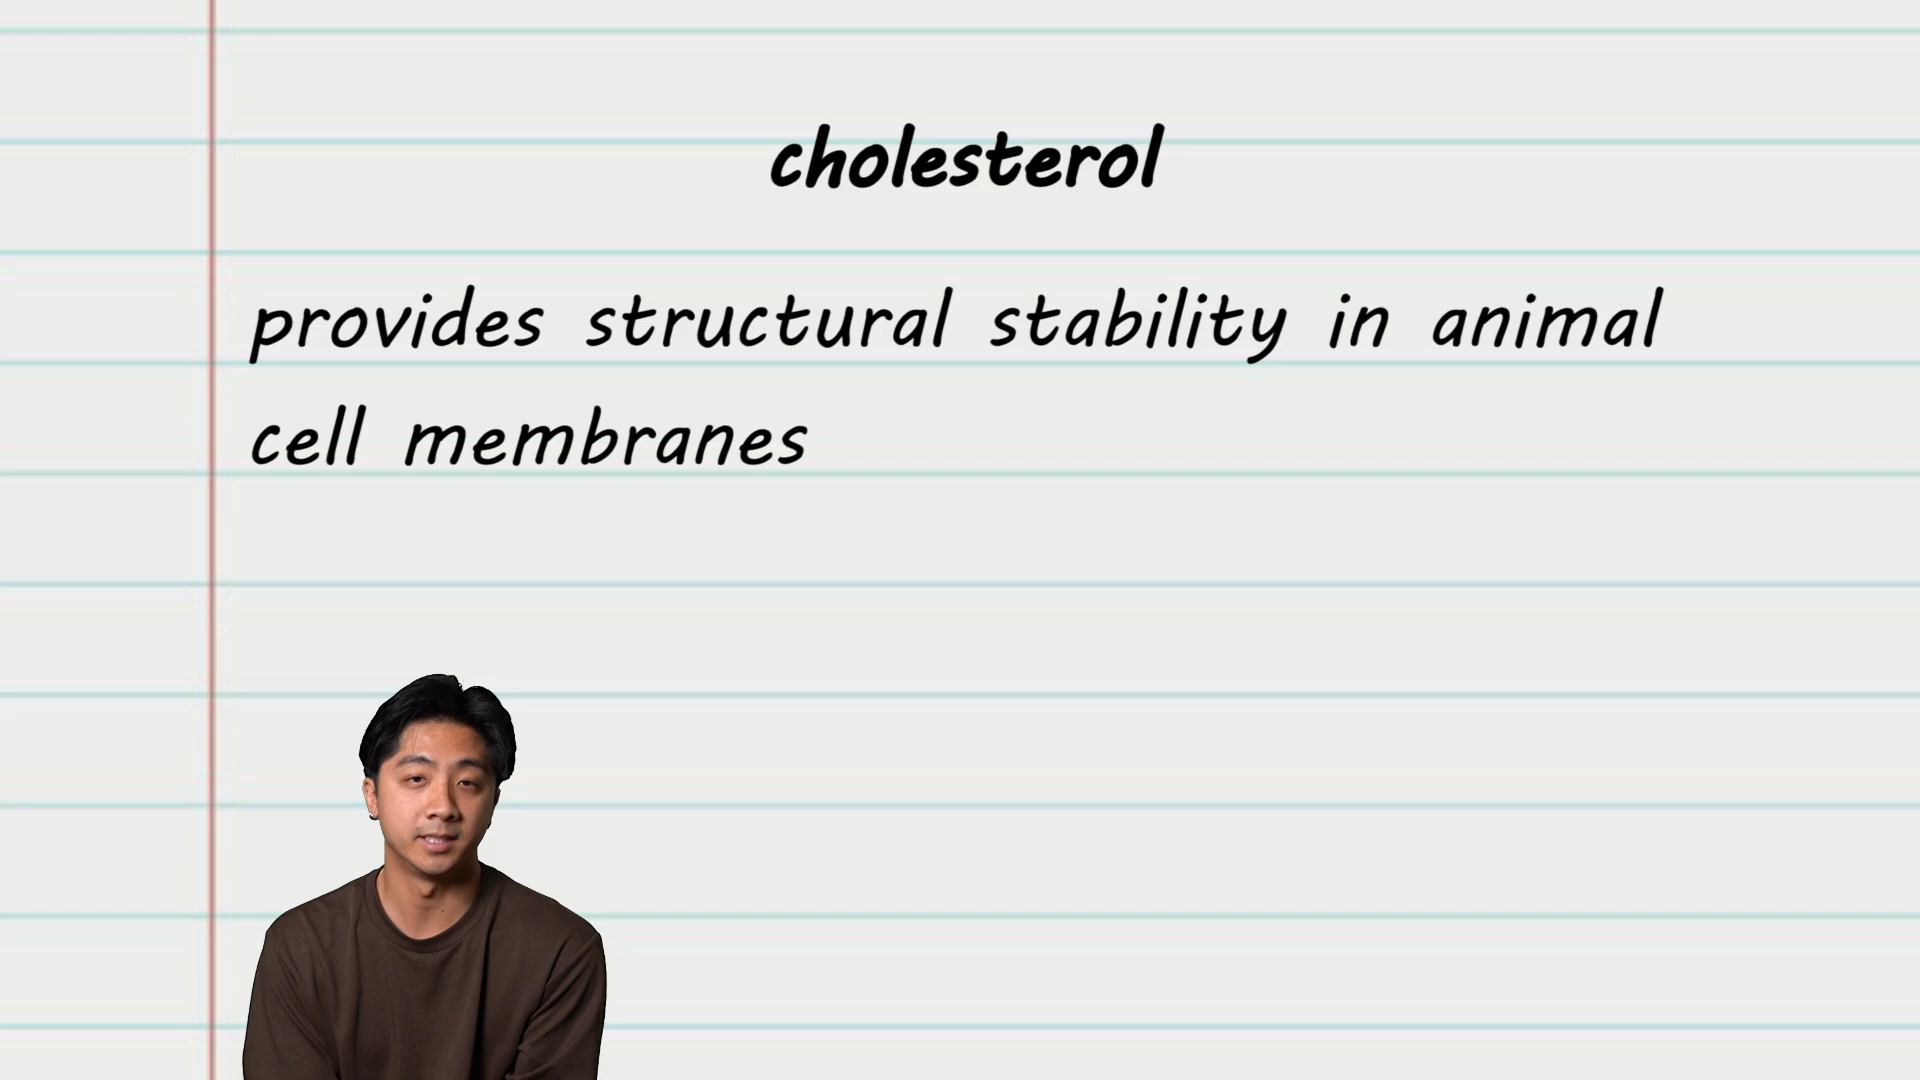 cholesterol
provides structural stability in animal
cell membranes